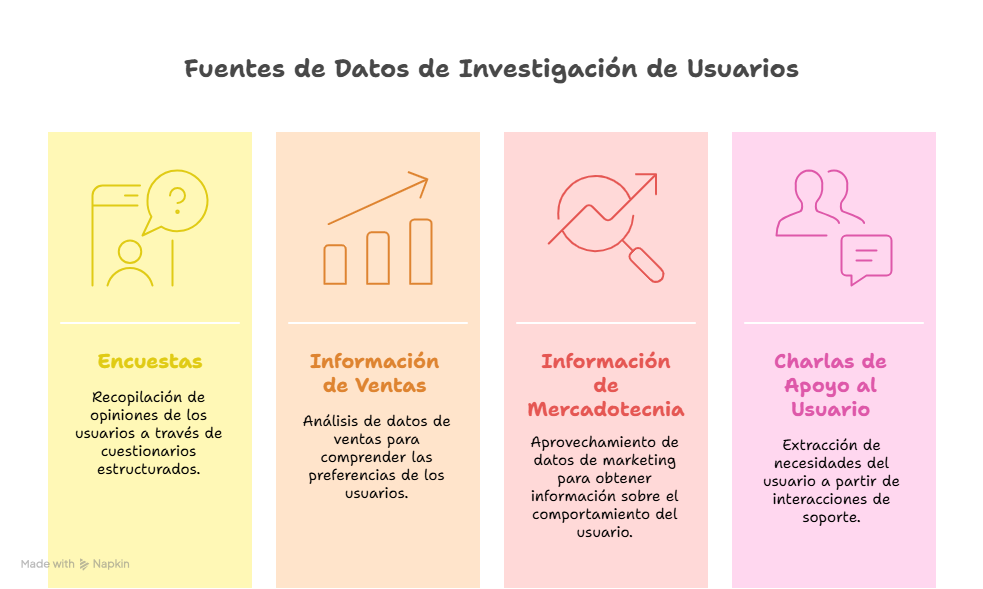 Fuentes de Datos de Investigación de Usuarios
?
Encuestas
Recopilación de
opiniones de los
usuarios a través de
cuestionarios
estructurados.
Información
de Ventas
Análisis de datos de
ventas para
comprender las
preferencias de los
usuarios.
Información
de
Mercadotecnia
Aprovechamiento de
datos de marketing
para obtener
información sobre el
comportamiento del
usuario.
Charlas de
Apoyo al
Usuario
Extracción de
necesidades del
usuario a partir de
interacciones de
soporte.
Made with Napkin